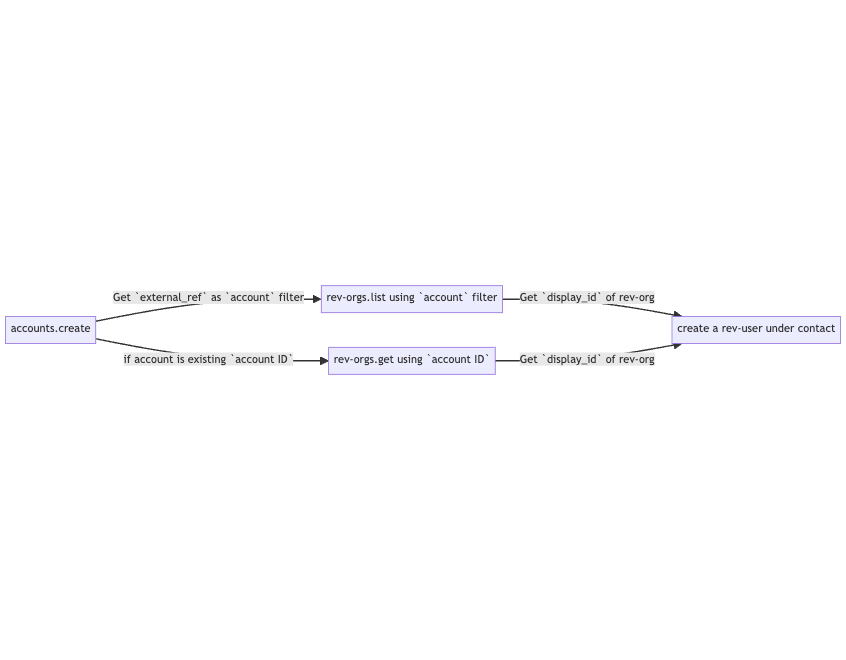 Get `external_ref` as `account` filter
rev-orgs.list using `account` filter
Get `display_id` of rev-org
accounts.create
create a rev-user under contact
if account is existing `account ID`
rev-orgs.get using `account ID`
Get `display_id` of rev-org